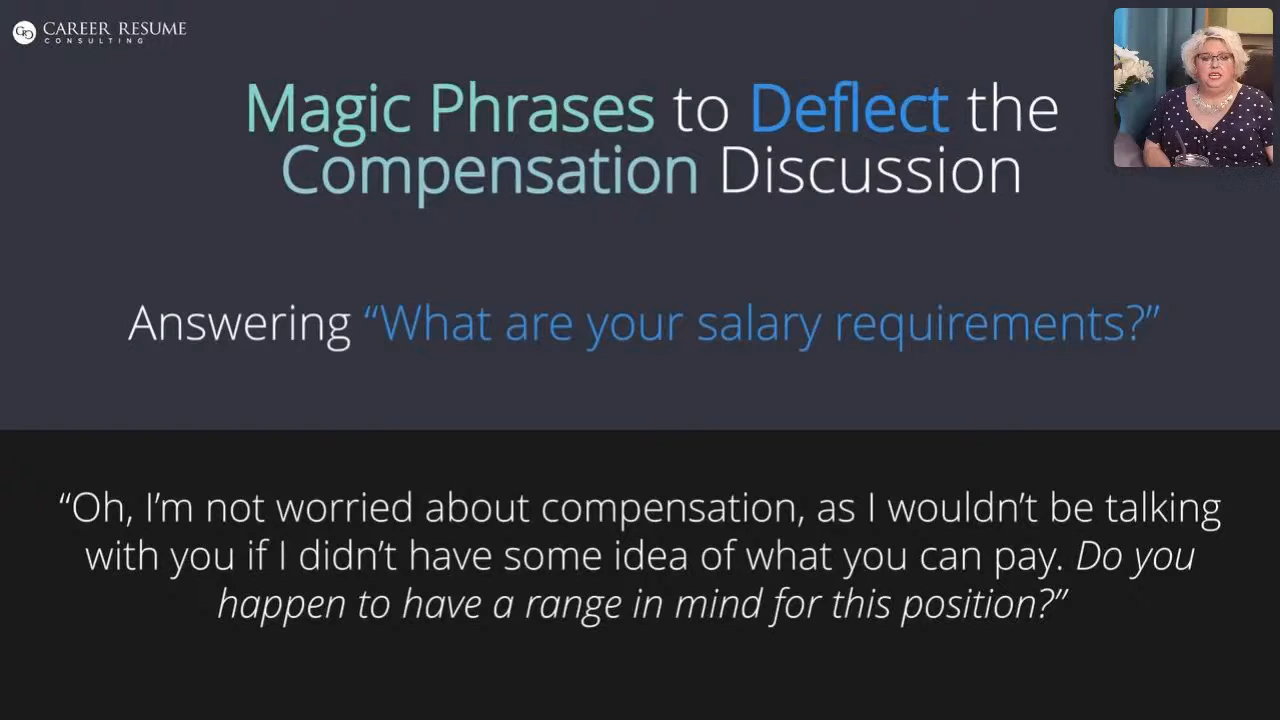 CAREER RESUME
CONSULTING
Magic Phrases to Deflect the
Compensation Discussion
Answering “What are your salary requirements?”
“Oh, I’m not worried about compensation, as I wouldn’t be talking
with you if I didn’t have some idea of what you can pay. Do you
happen to have a range in mind for this position?”